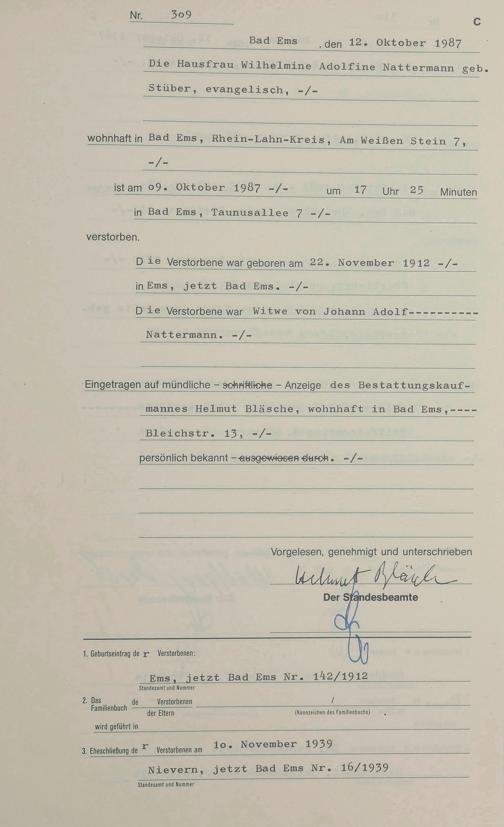 Nr. 309
C
Bad Ems , den 12. Oktober 1987
Die Hausfrau Wilhelmine Adolfine Nattermann geb.
Stüber, evangelisch, -/-
wohnhaft in Bad Ems, Rhein-Lahn-Kreis, Am Weißen Stein 7,
-/-
ist am 09. Oktober 1987 -/- um 17 Uhr 25 Minuten
in Bad Ems, Taunusallee 7 -/-
verstorben.
Die Verstorbene war geboren am 22. November 1912 -/-
in Ems, jetzt Bad Ems. -/-
Die Verstorbene war Witwe von Johann Adolf----------
Nattermann. -/-
Eingetragen auf mündliche – schriftliche – Anzeige des Bestattungskauf-
mannes Helmut Bläsche, wohnhaft in Bad Ems,----
Bleichstr. 13, -/-
persönlich bekannt – ausgewiesen durch. -/-
Vorgelesen, genehmigt und unterschrieben
Helmut Bläsche
Der Standesbeamte
1. Geburtseintrag der Verstorbenen:
Ems, jetzt Bad Ems Nr. 142/1912
Standesamt und Nummer
2. Das Familienbuch de Verstorbenen /
der Eltern (Kennzeichen des Familienbuchs) .
wird geführt in
3. Eheschließung der Verstorbenen am 10. November 1939
Nievern, jetzt Bad Ems Nr. 16/1939
Standesamt und Nummer